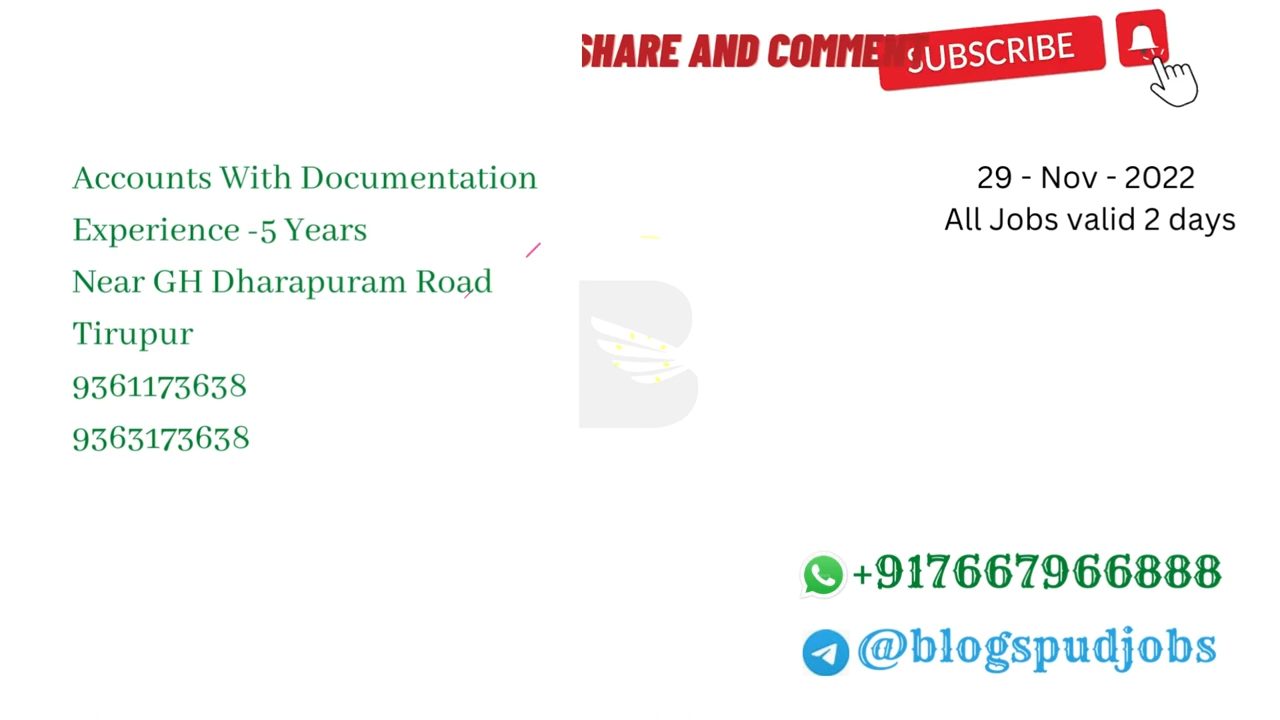 SHARE AND COMMENT
SUBSCRIBE
Accounts With Documentation
Experience -5 Years
Near GH Dharapuram Road
Tirupur
9361173638
9363173638
29 - Nov - 2022
All Jobs valid 2 days
+917667966888
@blogspudjobs